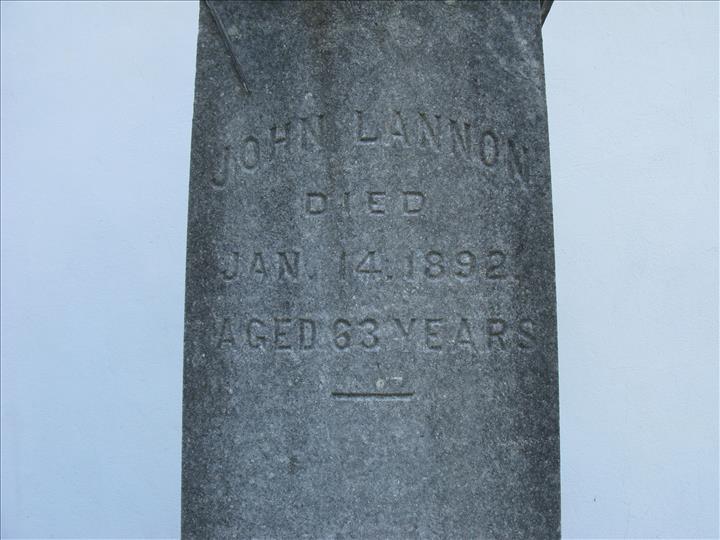 JOHN LANNON
DIED
JAN. 14. 1892.
AGED 63 YEARS